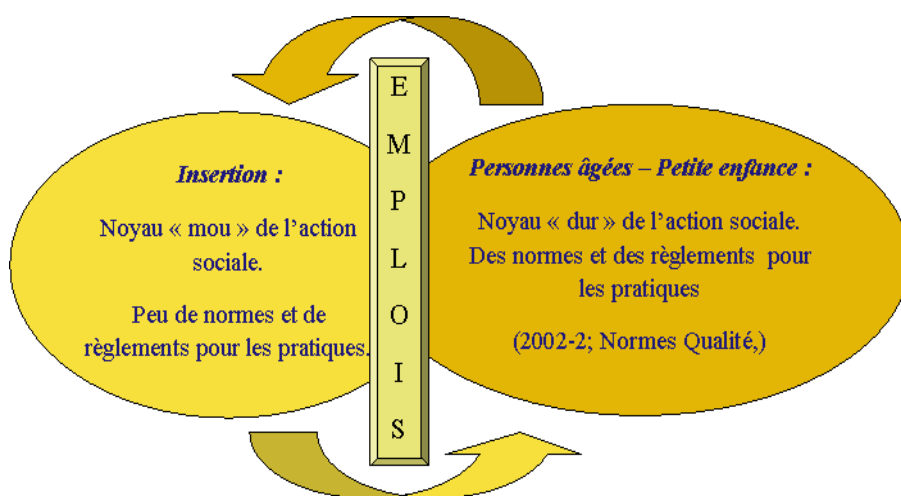 Insertion :
Noyau « mou » de l'action
sociale.
Peu de normes et de
règlements pour les pratiques.
E
M
P
L
O
I
S
Personnes âgées – Petite enfance :
Noyau « dur » de l'action sociale.
Des normes et des règlements pour
les pratiques
(2002-2; Normes Qualité,)